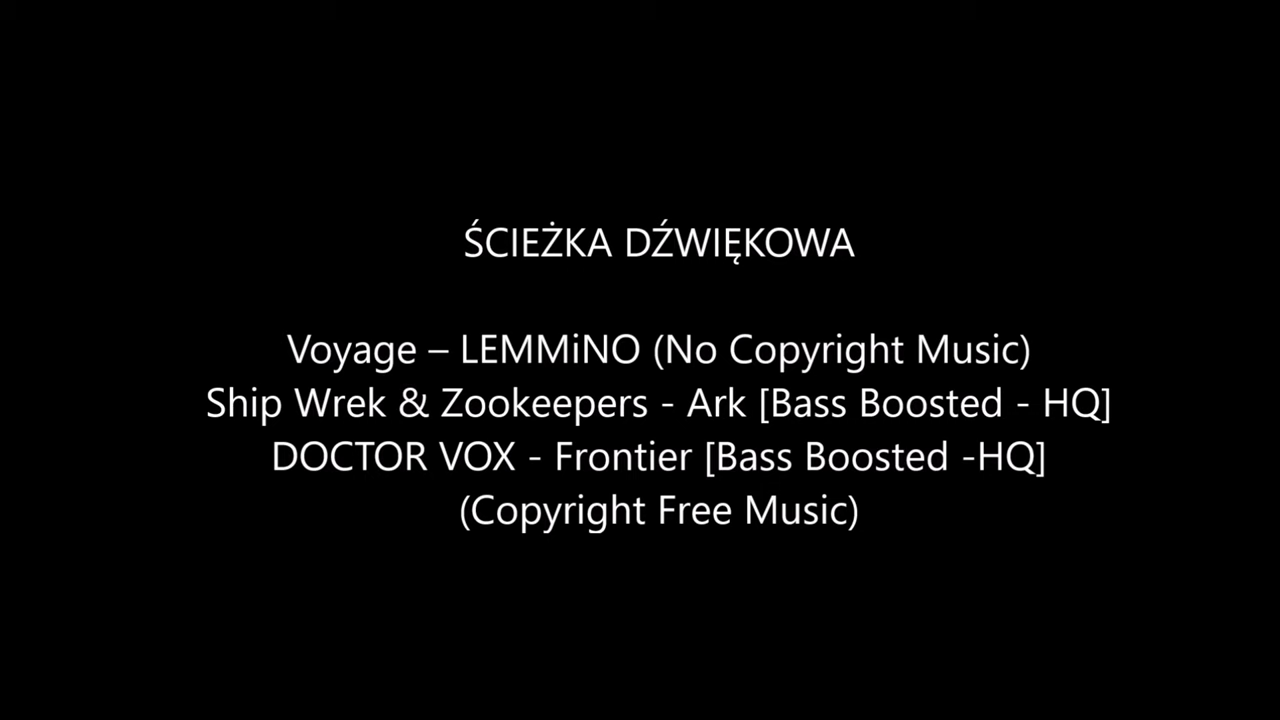 ŚCIEŻKA DŹWIĘKOWA
Voyage – LEMMiNO (No Copyright Music)
Ship Wrek & Zookeepers - Ark [Bass Boosted - HQ]
DOCTOR VOX - Frontier [Bass Boosted -HQ]
(Copyright Free Music)